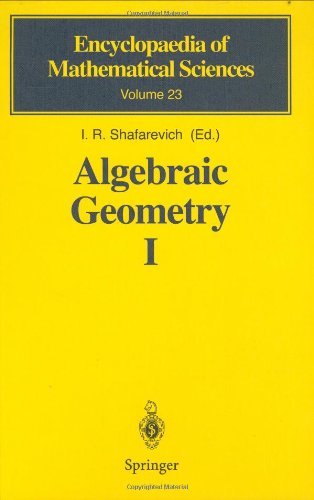 Encyclopaedia of
Mathematical Sciences
Volume 23
I. R. Shafarevich (Ed.)
Algebraic
Geometry
I
Springer